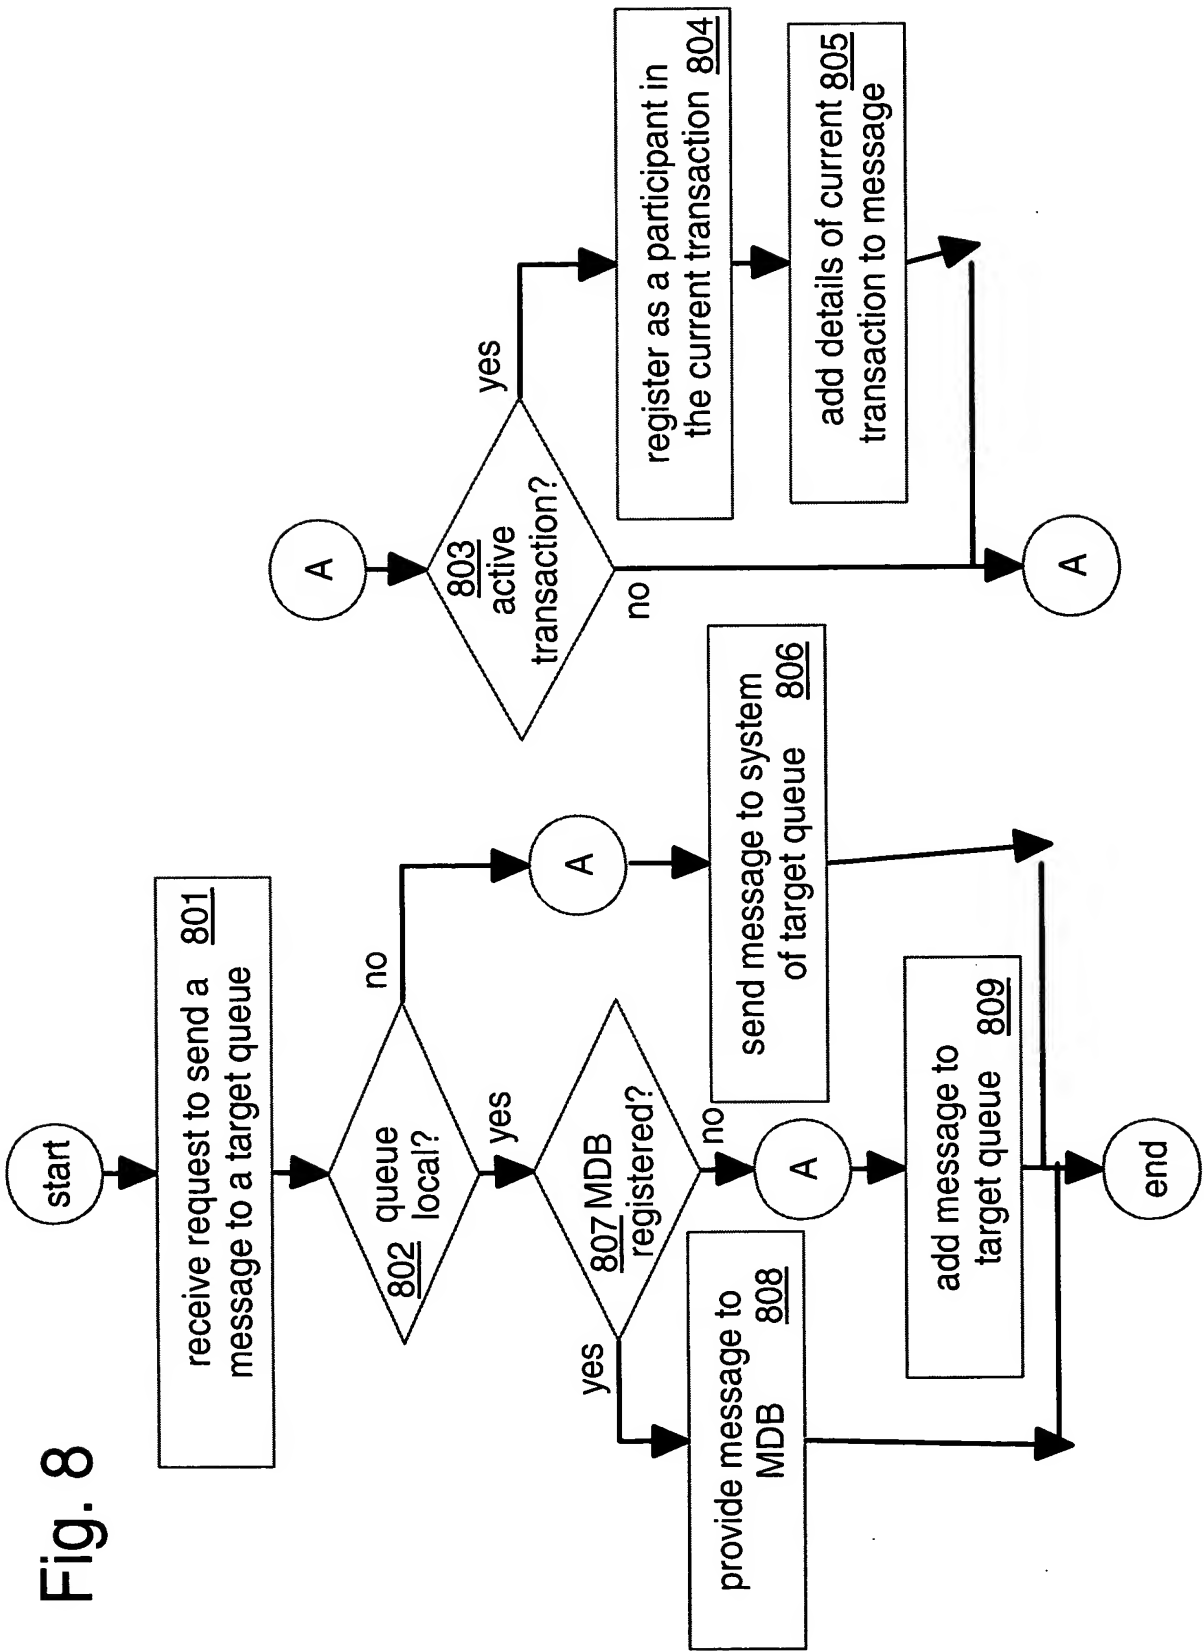 Fig. 8
start
receive request to send a 801
message to a target queue
802 queue
local?
no
yes
807 MDB
registered?
yes
no
provide message to
MDB 808
A
add message to
target queue 809
A
send message to system
of target queue 806
end
A
803
active
transaction?
yes
no
register as a participant in
the current transaction 804
add details of current 805
transaction to message
A